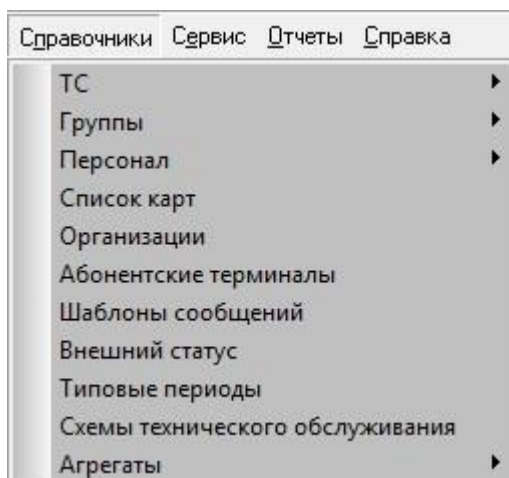 Справочники Сервис Отчеты Справка
ТС
Группы
Персонал
Список карт
Организации
Абонентские терминалы
Шаблоны сообщений
Внешний статус
Типовые периоды
Схемы технического обслуживания
Агрегаты